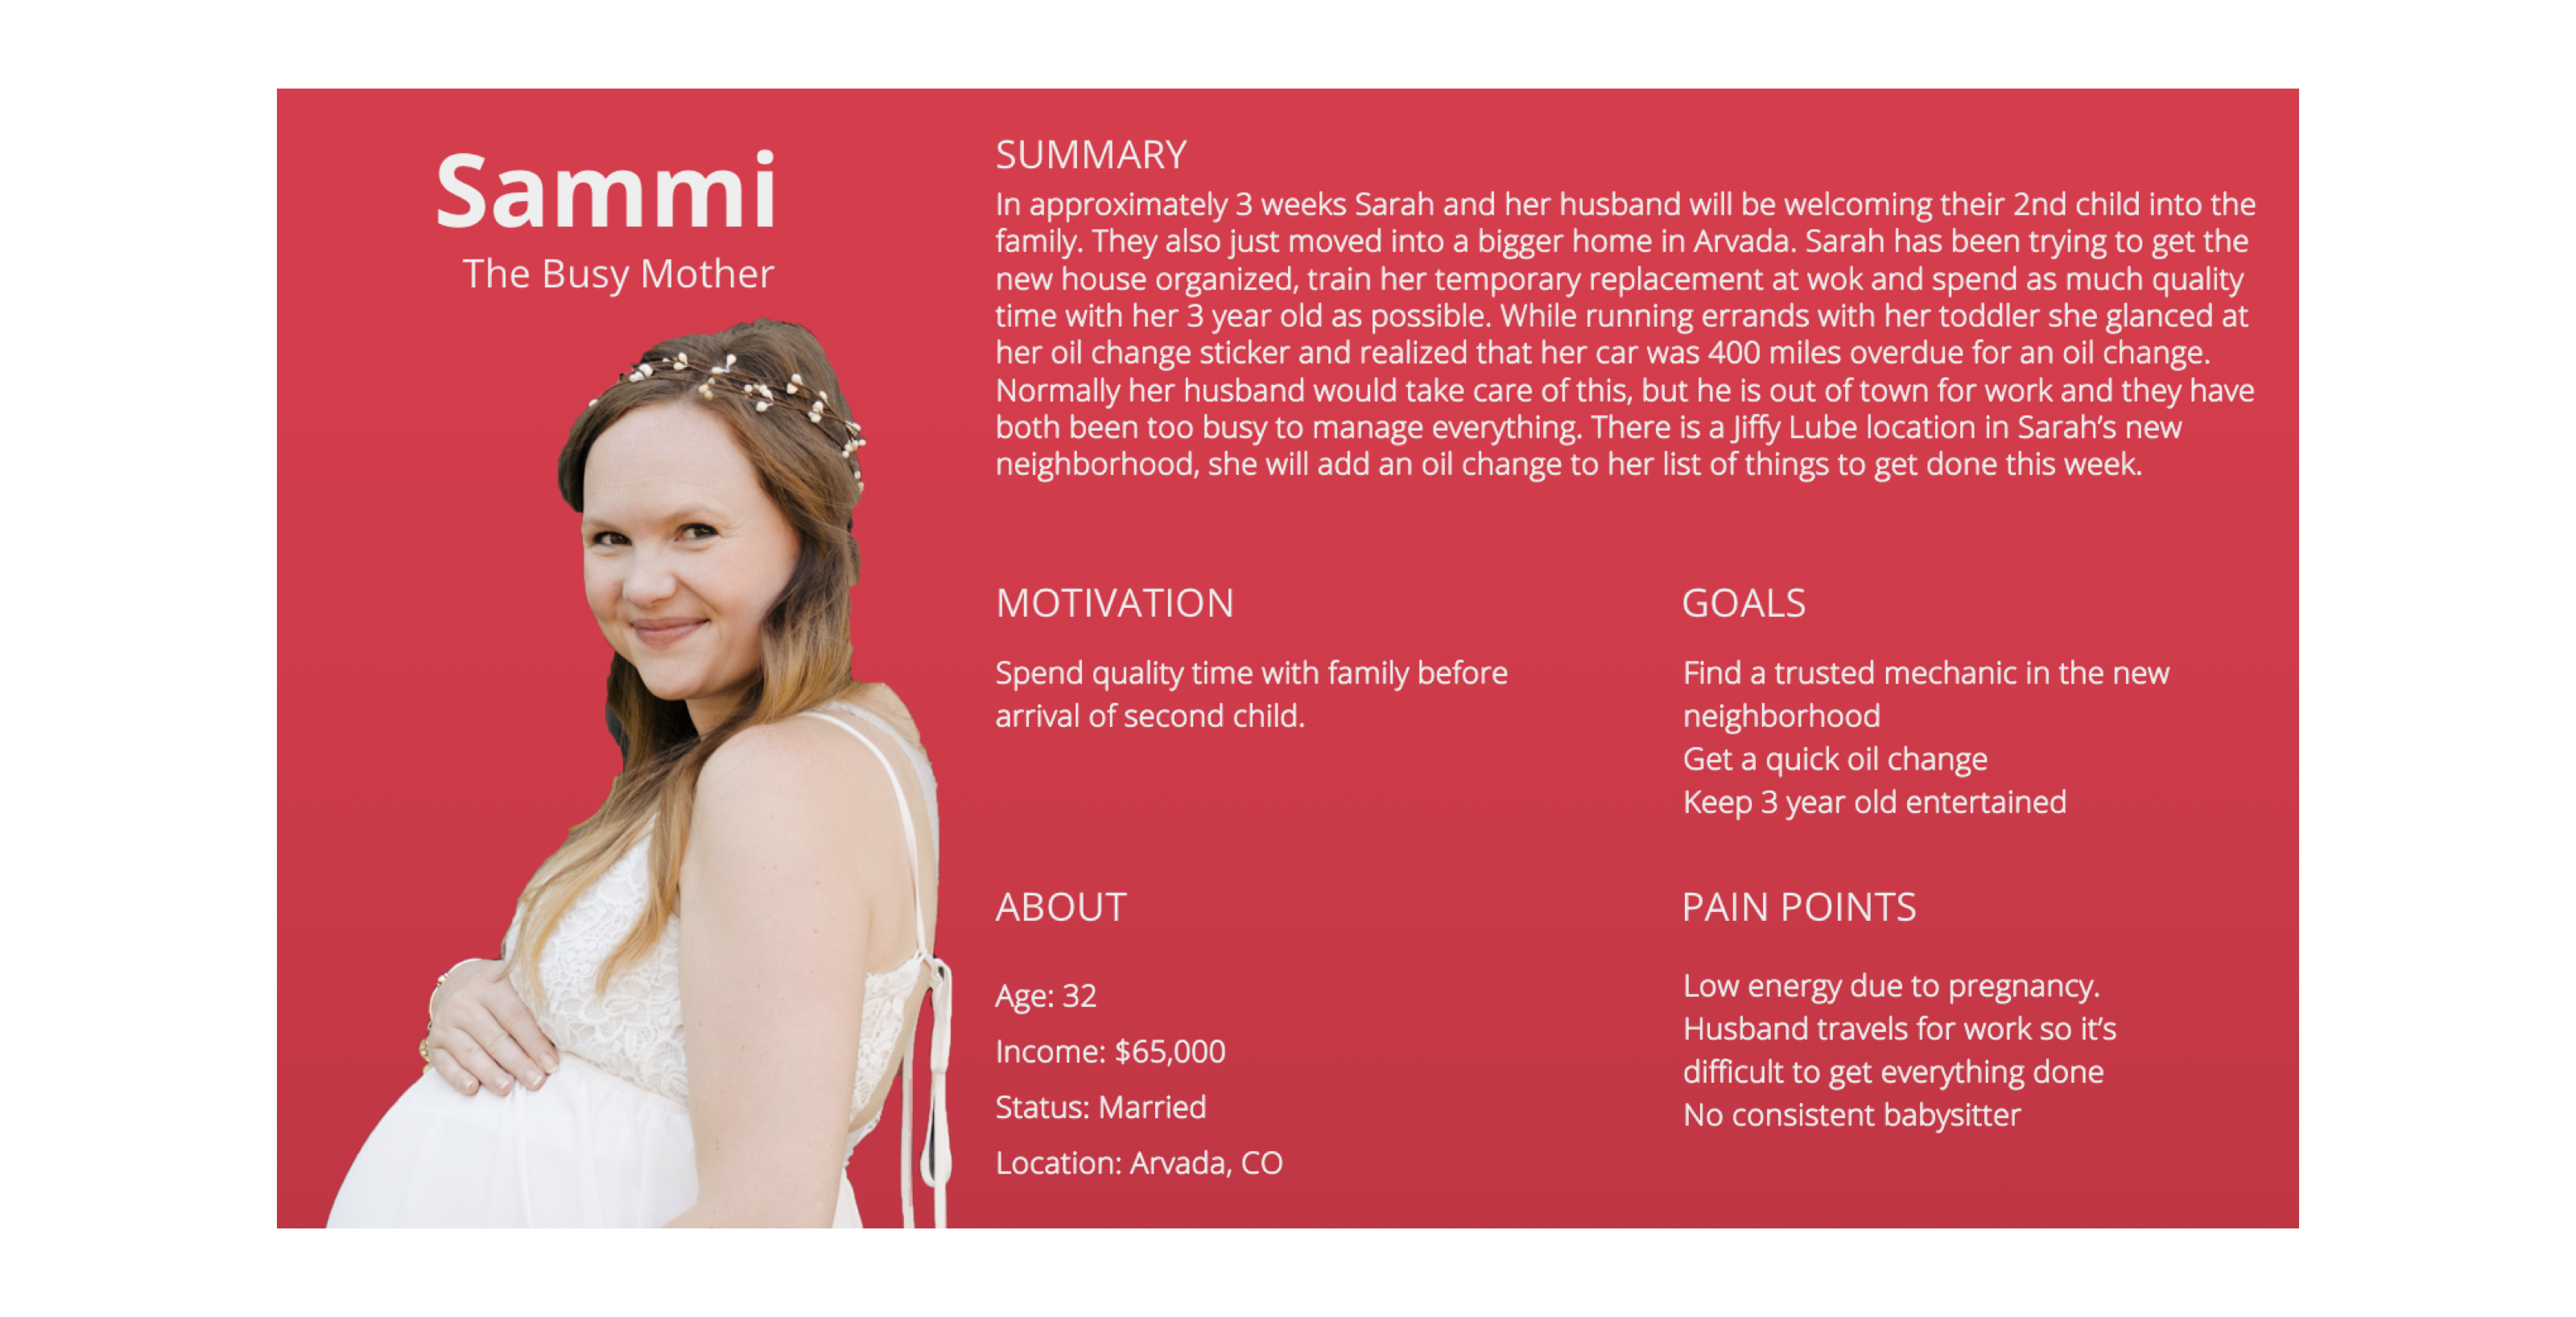 Sammi
The Busy Mother
SUMMARY
In approximately 3 weeks Sarah and her husband will be welcoming their 2nd child into the
family. They also just moved into a bigger home in Arvada. Sarah has been trying to get the
new house organized, train her temporary replacement at wok and spend as much quality
time with her 3 year old as possible. While running errands with her toddler she glanced at
her oil change sticker and realized that her car was 400 miles overdue for an oil change.
Normally her husband would take care of this, but he is out of town for work and they have
both been too busy to manage everything. There is a Jiffy Lube location in Sarah’s new
neighborhood, she will add an oil change to her list of things to get done this week.
MOTIVATION
Spend quality time with family before
arrival of second child.
GOALS
Find a trusted mechanic in the new
neighborhood
Get a quick oil change
Keep 3 year old entertained
ABOUT
Age: 32
Income: $65,000
Status: Married
Location: Arvada, CO
PAIN POINTS
Low energy due to pregnancy.
Husband travels for work so it’s
difficult to get everything done
No consistent babysitter